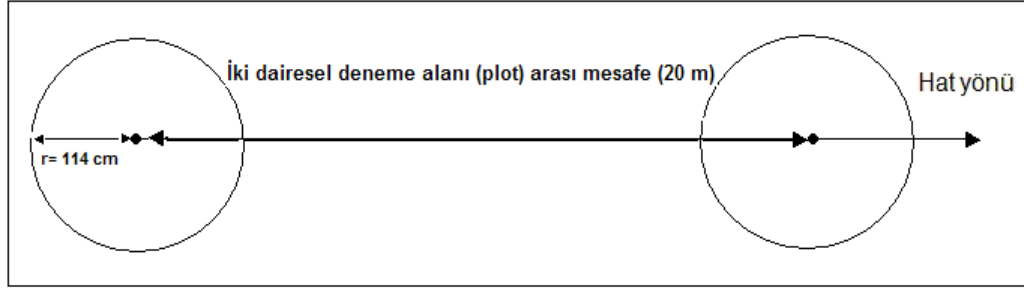 İki dairesel deneme alanı (plot) arası mesafe (20 m)
Hat yönü
r= 114 cm